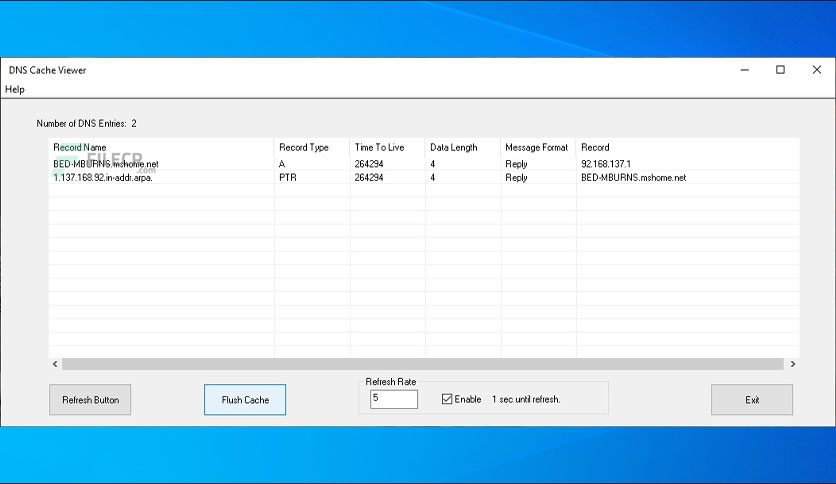 DNS Cache Viewer
Help
Number of DNS Entries: 2
Record Name Record Type Time To Live Data Length Message Format Record
BED-MBURNS.mshome.net A 264294 4 Reply 92.168.137.1
1.137.168.92.in-addr.arpa. PTR 264294 4 Reply BED-MBURNS.mshome.net
FILECR
.com
Refresh Button
Flush Cache
Refresh Rate
5
Enable 1 sec until refresh.
Exit